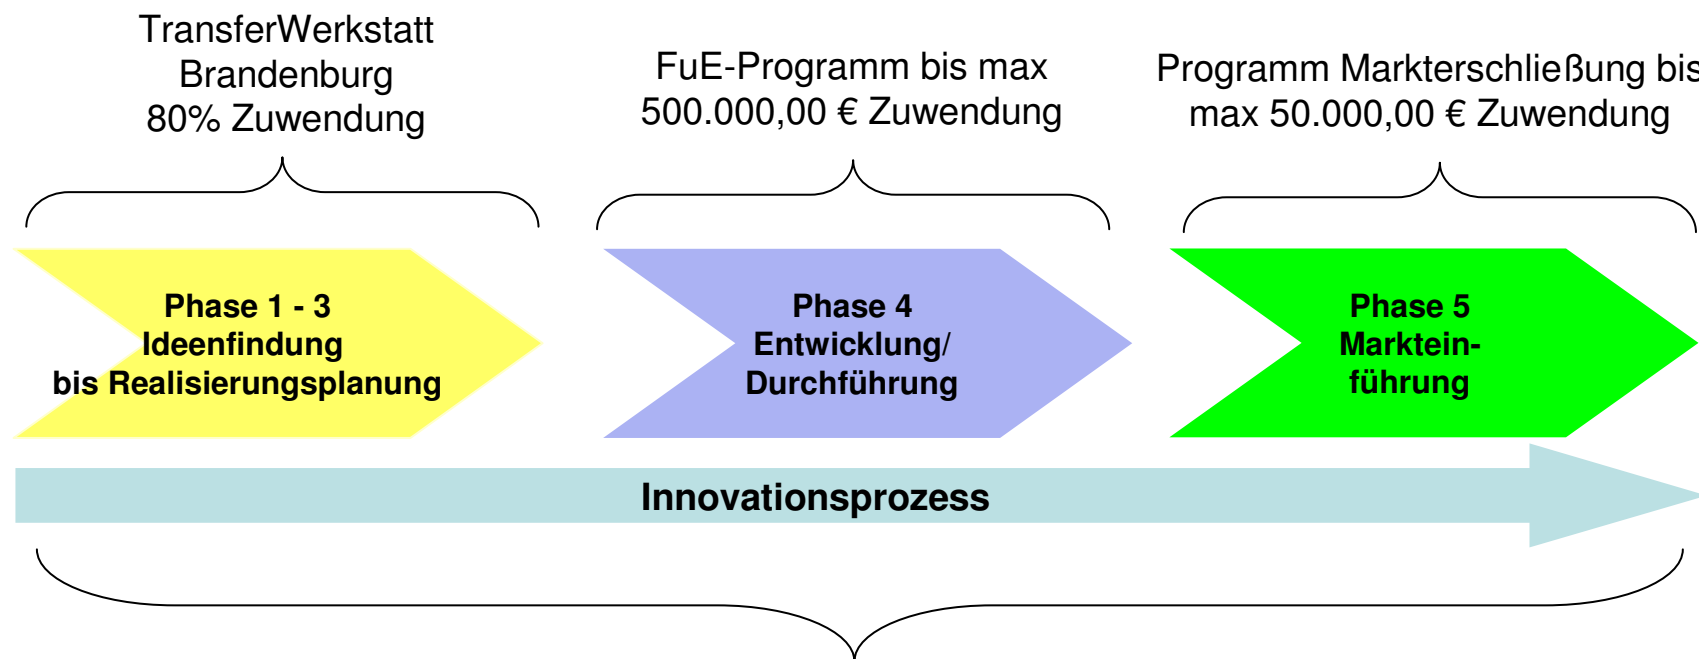 TransferWerkstatt
Brandenburg
80% Zuwendung
FuE-Programm bis max
500.000,00 € Zuwendung
Programm Markterschließung bis
max 50.000,00 € Zuwendung
Phase 1 - 3
Ideenfindung
bis Realisierungsplanung
Phase 4
Entwicklung/
Durchführung
Phase 5
Marktein-
führung
Innovationsprozess